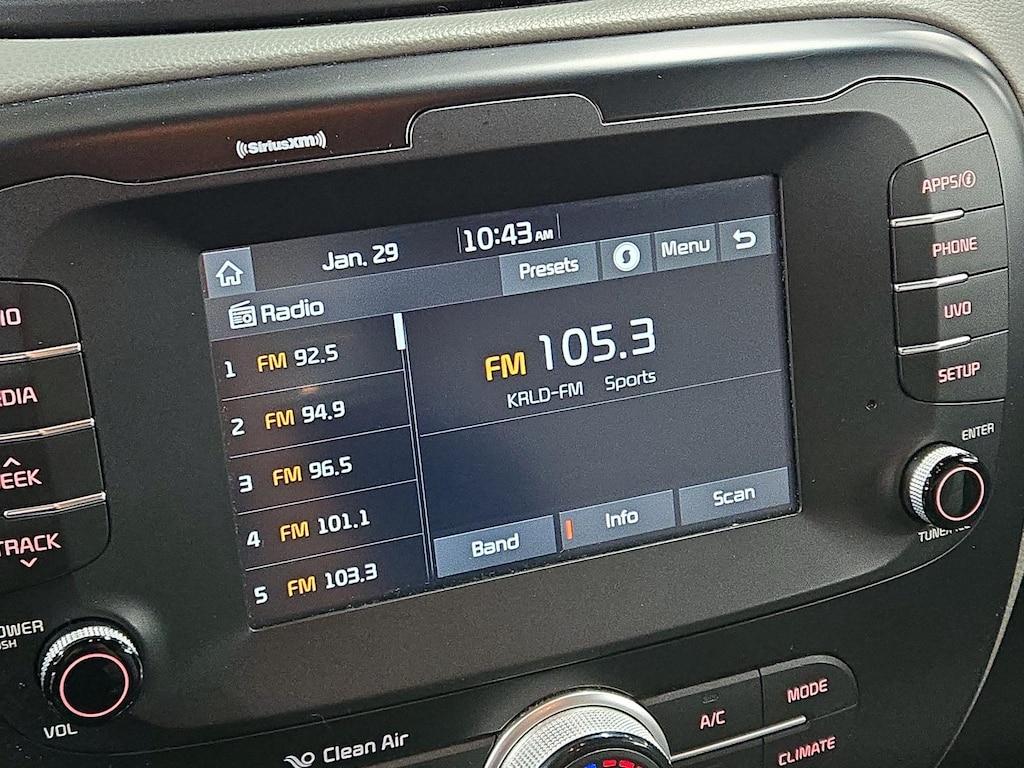 SiriusXM
Jan. 29
10:43 AM
Presets
Menu
Radio
1 FM 92.5
2 FM 94.9
3 FM 96.5
4 FM 101.1
5 FM 103.3
FM 105.3
KRLD-FM Sports
Band
Info
Scan
APPS/i
PHONE
UVO
SETUP
ENTER
TRACK
VOL
Clean Air
A/C
MODE
CLIMATE